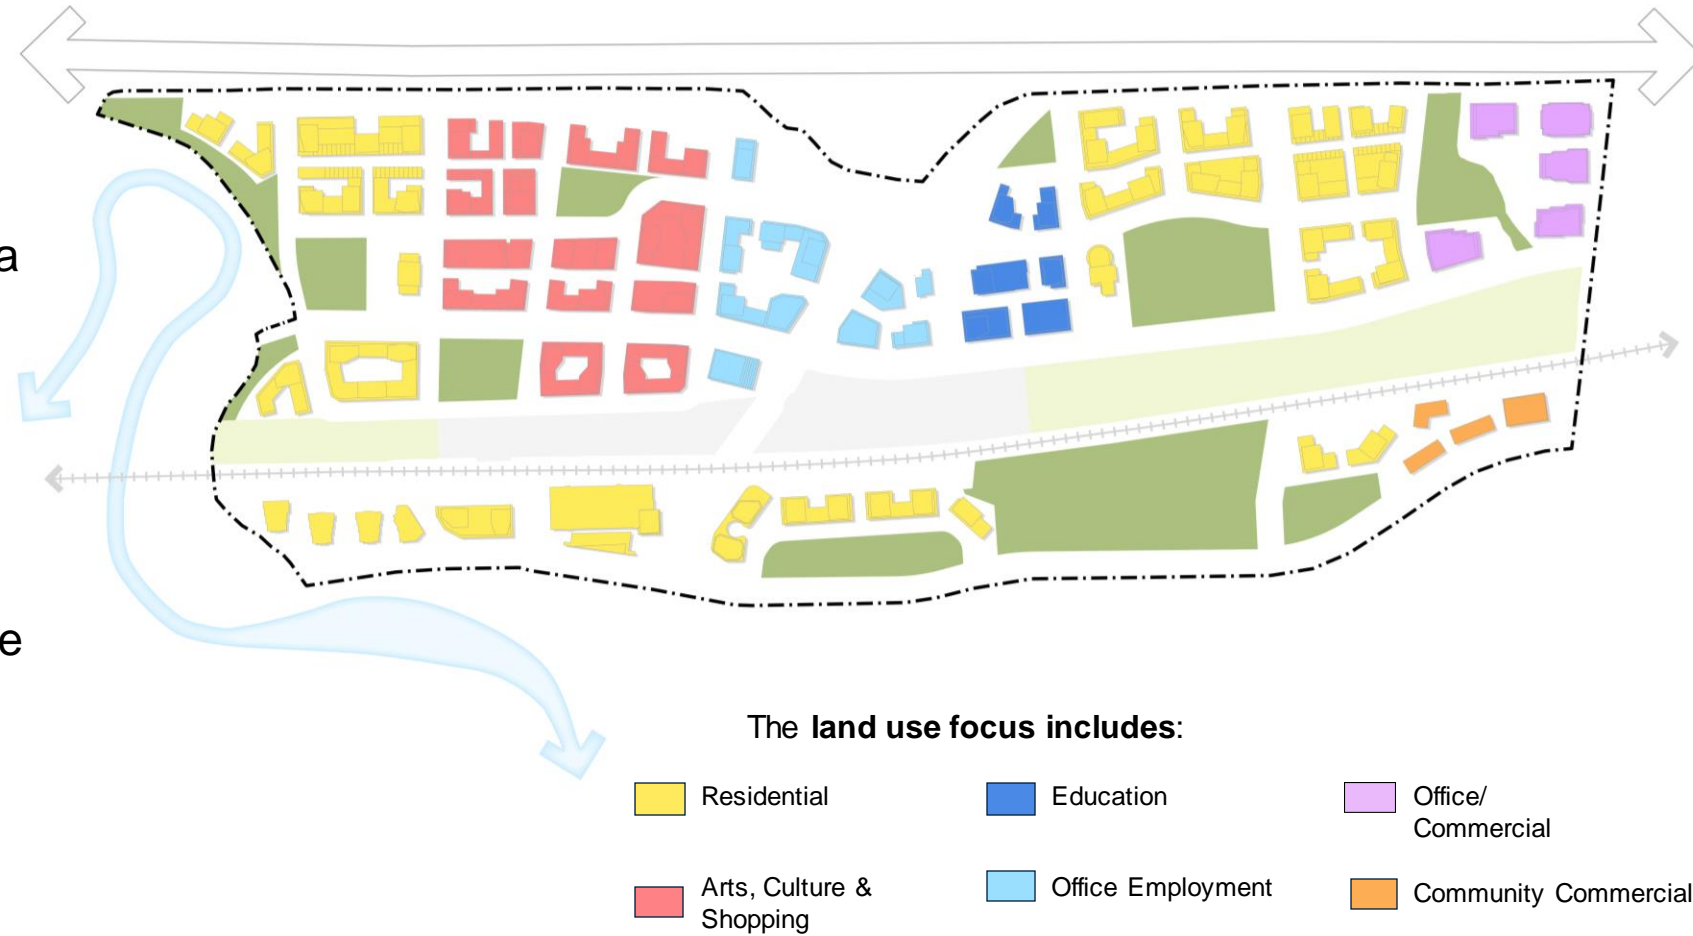 a
e
The land use focus includes:
Residential
Education
Office/
Commercial
Arts, Culture &
Shopping
Office Employment
Community Commercial